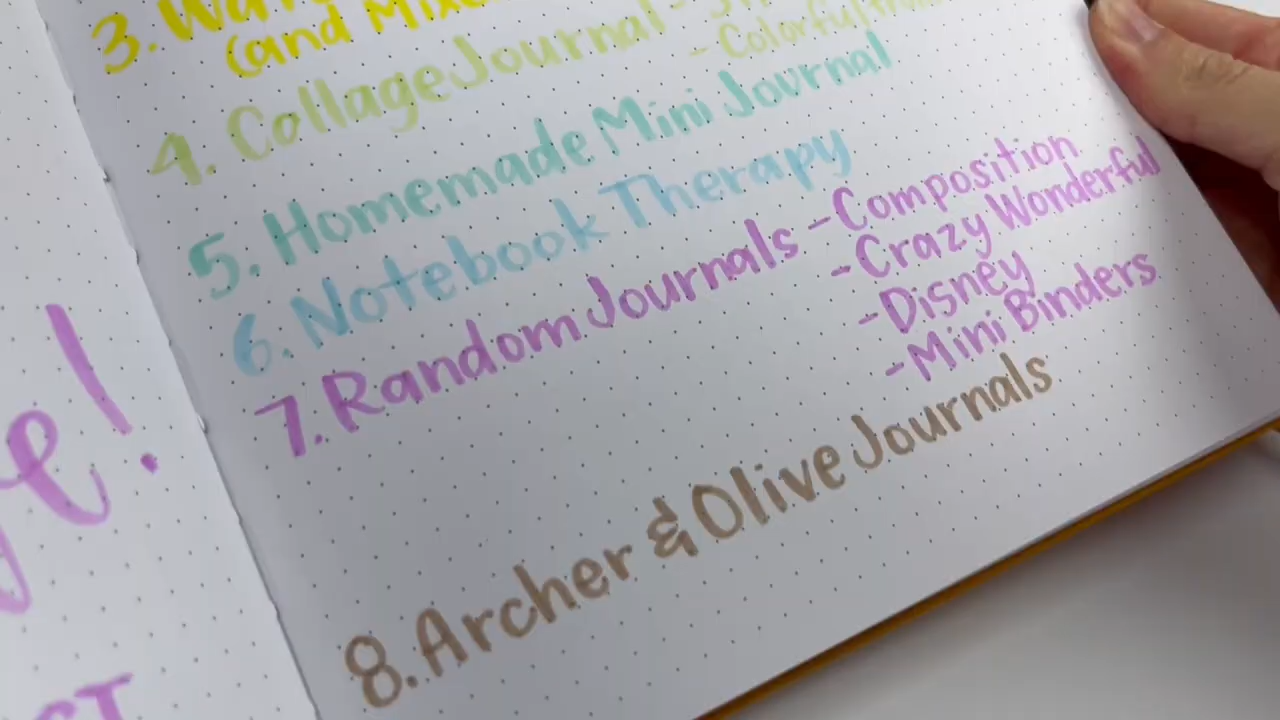 3.
(and
4. Collage Journal -
- Colorful
5. Homemade Mini Journal
6. Notebook Therapy
7. Random Journals - Composition
- Crazy Wonderful
- Disney
- Mini Binders
8. Archer & Olive Journals